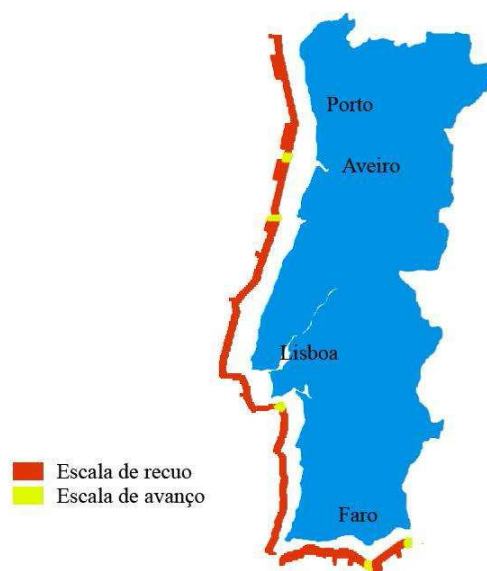 Porto
Aveiro
Lisboa
Escala de recuo
Escala de avanço
Faro